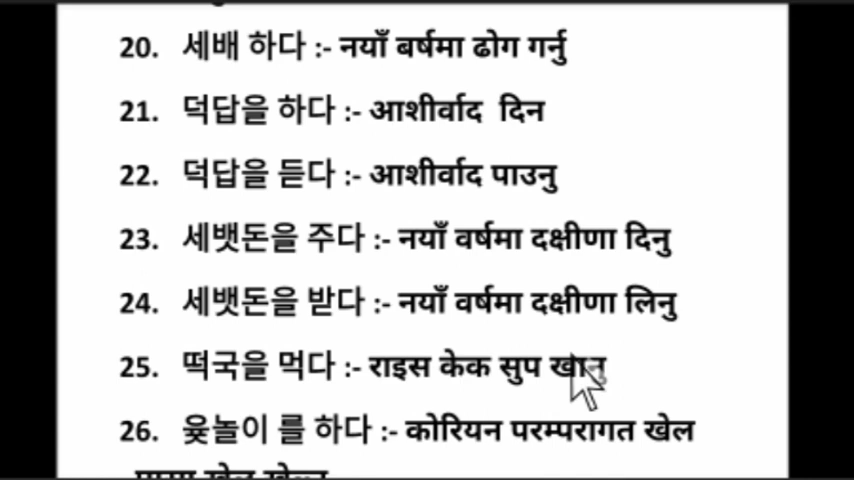 20. 세배 하다 :- नयाँ बर्षमा ढोग गर्नु
21. 덕답을 하다 :- आशीर्वाद दिन
22. 덕답을 듣다 :- आशीर्वाद पाउनु
23. 세뱃돈을 주다 :- नयाँ वर्षमा दक्षीणा दिनु
24. 세뱃돈을 받다 :- नयाँ वर्षमा दक्षीणा लिनु
25. 떡국을 먹다 :- राइस केक सुप खानु
26. 윷놀이 를 하다 :- कोरियन परम्परागत खेल